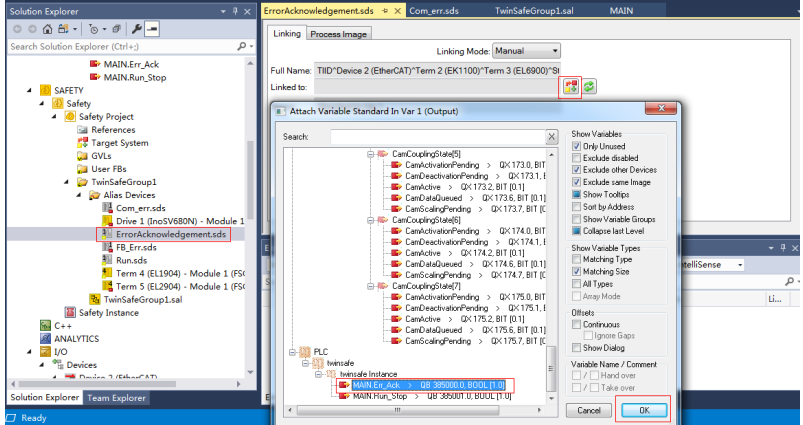 Solution Explorer
Search Solution Explorer (Ctrl+;)
MAIN.Err_Ack
MAIN.Run_Stop
SAFETY
Safety
Safety Project
References
Target System
GVLs
User FBs
TwinSafeGroup1
Alias Devices
Com_err.sds
Drive 1 (InoSV680N) - Module 1
ErrorAcknowledgement.sds
FB_Err.sds
Run.sds
Term 4 (EL1904) - Module 1 (FSO
Term 5 (EL2904) - Module 1 (FSO
TwinSafeGroup1.sal
Safety Instance
C++
ANALYTICS
I/O
Devices
Device 2 (EtherCAT)
Solution Explorer Team Explorer
Ready
ErrorAcknowledgement.sds
Com_err.sds
TwinSafeGroup1.sal
MAIN
Linking Process Image
Linking Mode: Manual
Full Name: TIID^Device 2 (EtherCAT)^Term 2 (EK1100)^Term 3 (EL6900)^St
Linked to:
Attach Variable Standard In Var 1 (Output)
Search:
CamCouplingState[5]
CamActivationPending > QX 173.0, BIT
CamDeactivationPending > QX 173.1, I
CamActive > QX 173.2, BIT [0.1]
CamDataQueued > QX 173.6, BIT [0.1]
CamScalingPending > QX 173.7, BIT [C
CamCouplingState[6]
CamActivationPending > QX 174.0, BIT
CamDeactivationPending > QX 174.1, I
CamActive > QX 174.2, BIT [0.1]
CamDataQueued > QX 174.6, BIT [0.1]
CamScalingPending > QX 174.7, BIT [C
CamCouplingState[7]
CamActivationPending > QX 175.0, BIT
CamDeactivationPending > QX 175.1, I
CamActive > QX 175.2, BIT [0.1]
CamDataQueued > QX 175.6, BIT [0.1]
CamScalingPending > QX 175.7, BIT [C
PLC
twinsafe
twinsafe Instance
MAIN.Err_Ack > QB 385000.0, BOOL [1.0]
MAIN.Run_Stop > QB 385001.0, BOOL [1.0]
Show Variables
Only Unused
Exclude disabled
Exclude other Devices
Exclude same Image
Show Tooltips
Sort by Address
Show Variable Groups
Collapse last Level
Show Variable Types
Matching Type
Matching Size
All Types
Array Mode
Offsets
Continuous
Ignore Gaps
Show Dialog
Variable Name / Comment
/ Hand over
/ Take over
Cancel
OK
E
telliSense
Li...